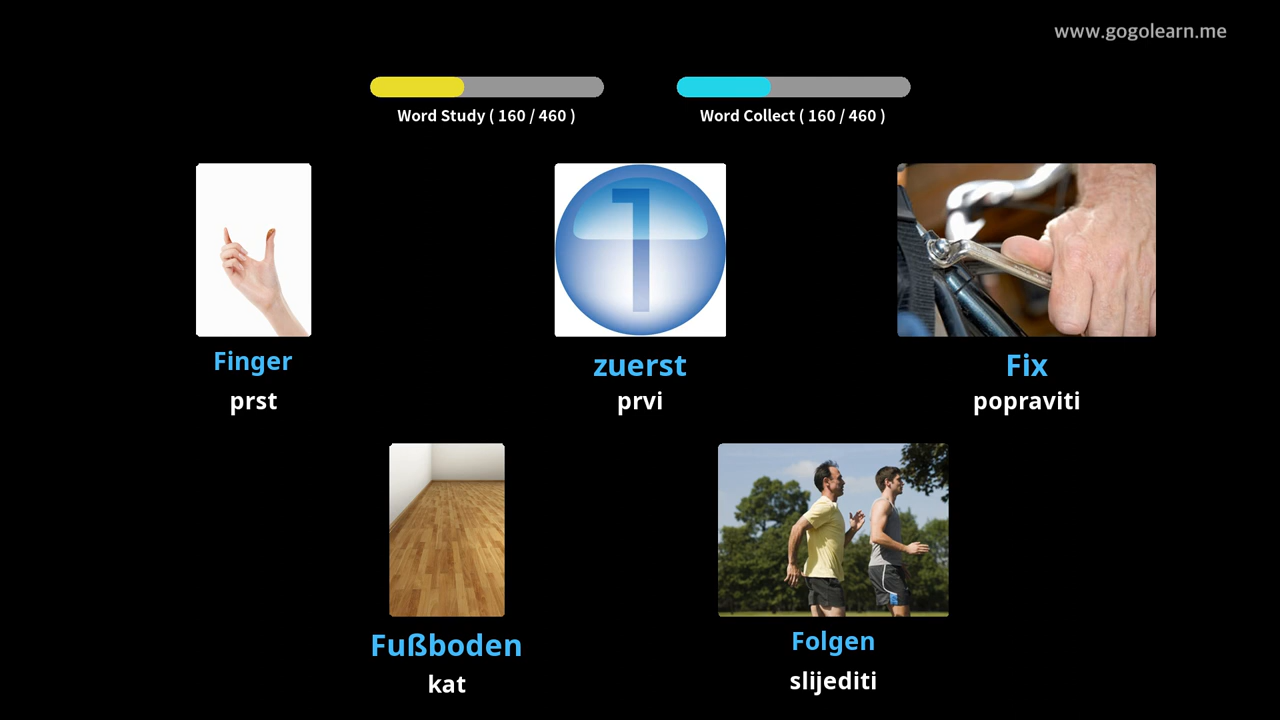 www.gogolearn.me
Word Study ( 160 / 460 )
Word Collect ( 160 / 460 )
1
Finger
prst
zuerst
prvi
Fix
popraviti
Fußboden
kat
Folgen
slijediti